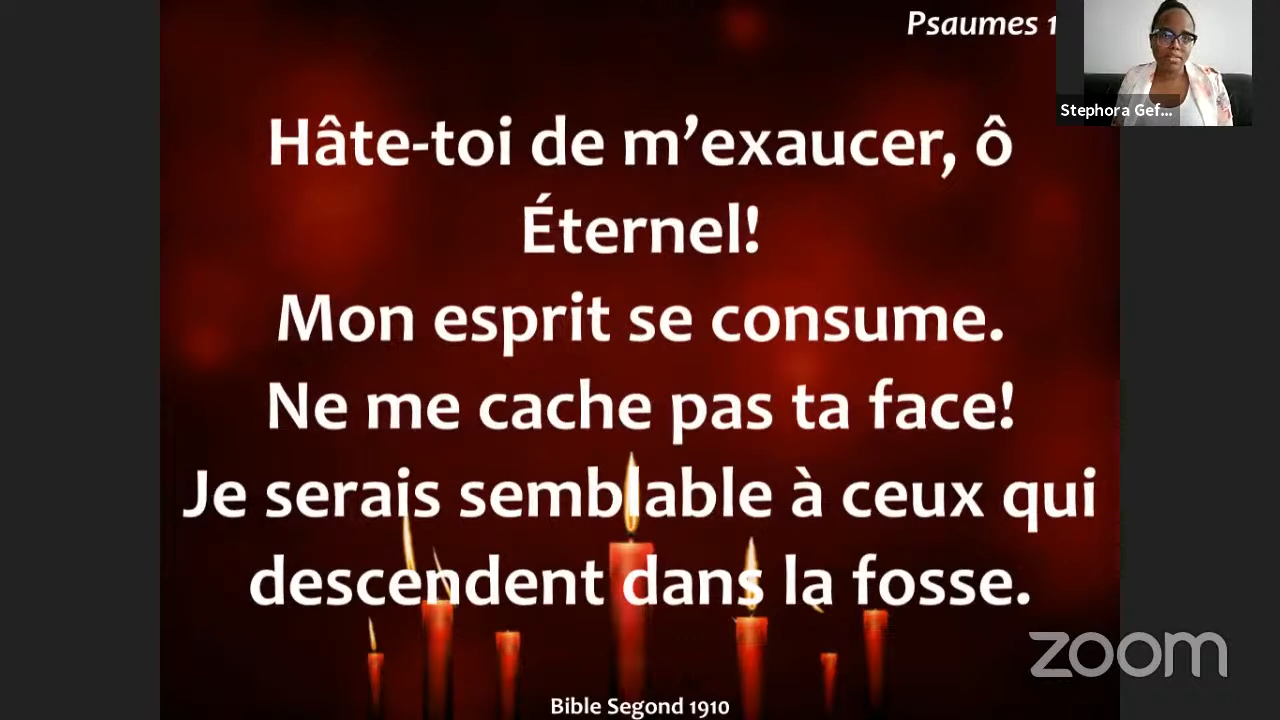 Psaumes 1
Stephora Gef...
Hâte-toi de m’exaucer, ô
Éternel!
Mon esprit se consume.
Ne me cache pas ta face!
Je serais semblable à ceux qui
descendent dans la fosse.
zoom
Bible Segond 1910